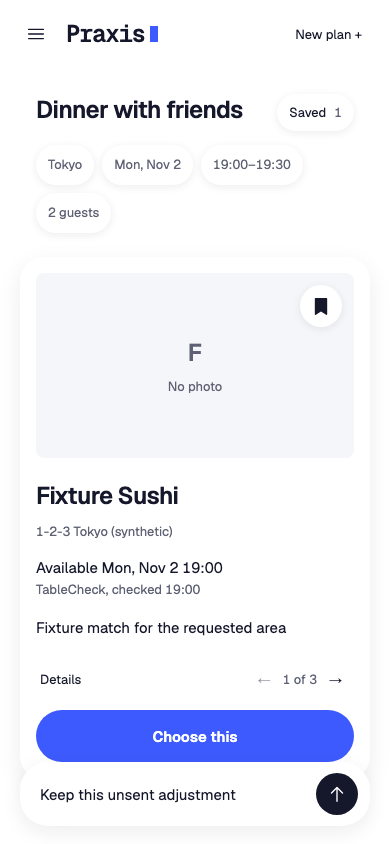 Praxis
New plan +
Dinner with friends
Saved 1
Tokyo
Mon, Nov 2
19:00–19:30
2 guests
F
No photo
Fixture Sushi
1-2-3 Tokyo (synthetic)
Available Mon, Nov 2 19:00
TableCheck, checked 19:00
Fixture match for the requested area
Details
← 1 of 3 →
Choose this
Keep this unsent adjustment